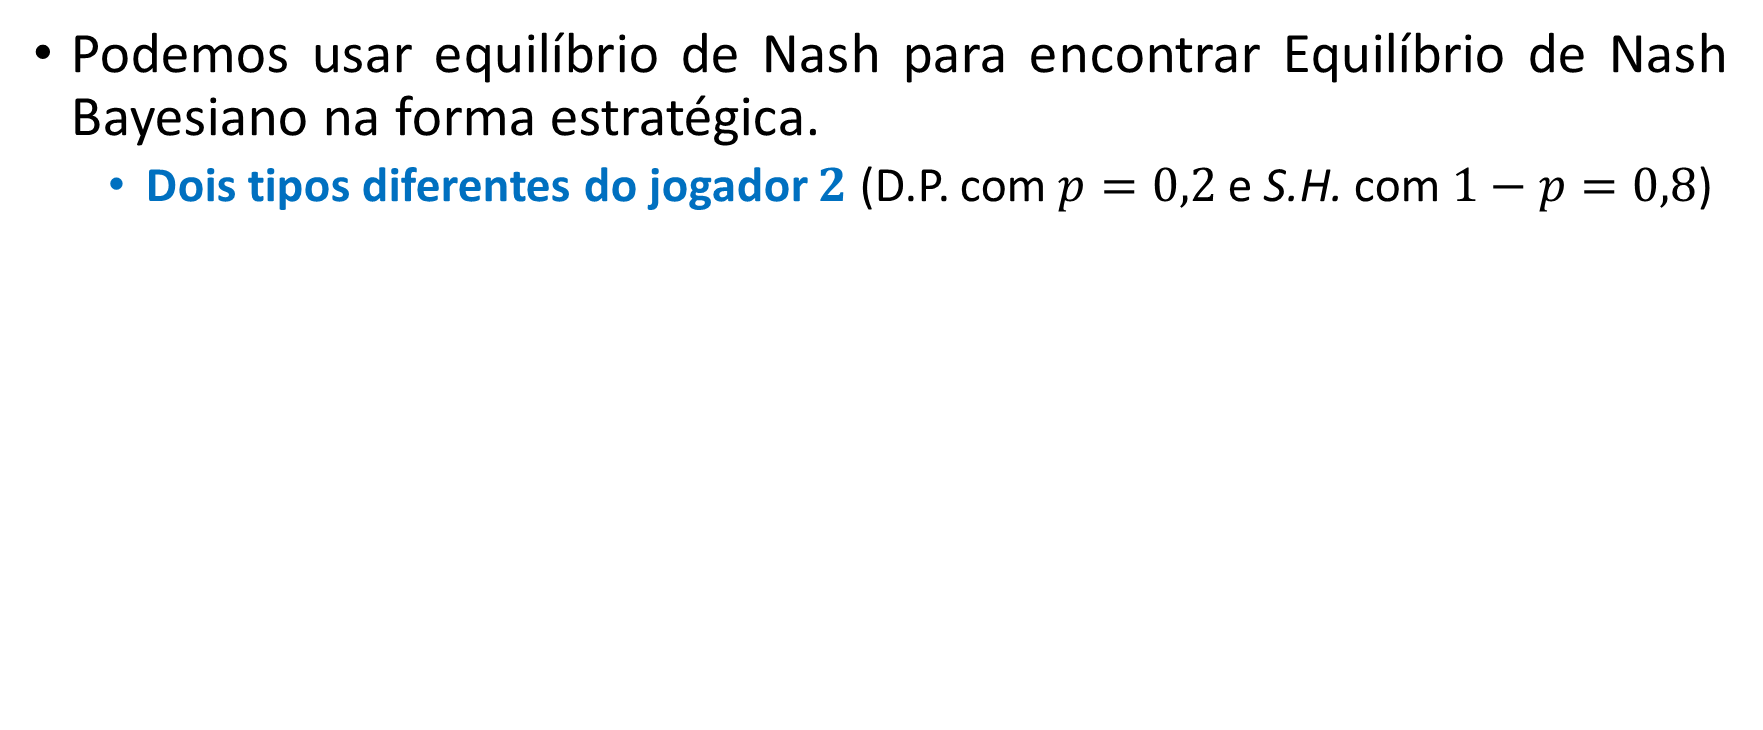 • Podemos usar equilíbrio de Nash para encontrar Equilíbrio de Nash
Bayesiano na forma estratégica.
• Dois tipos diferentes do jogador 2 (D.P. com p = 0,2 e S.H. com 1 − p = 0,8)